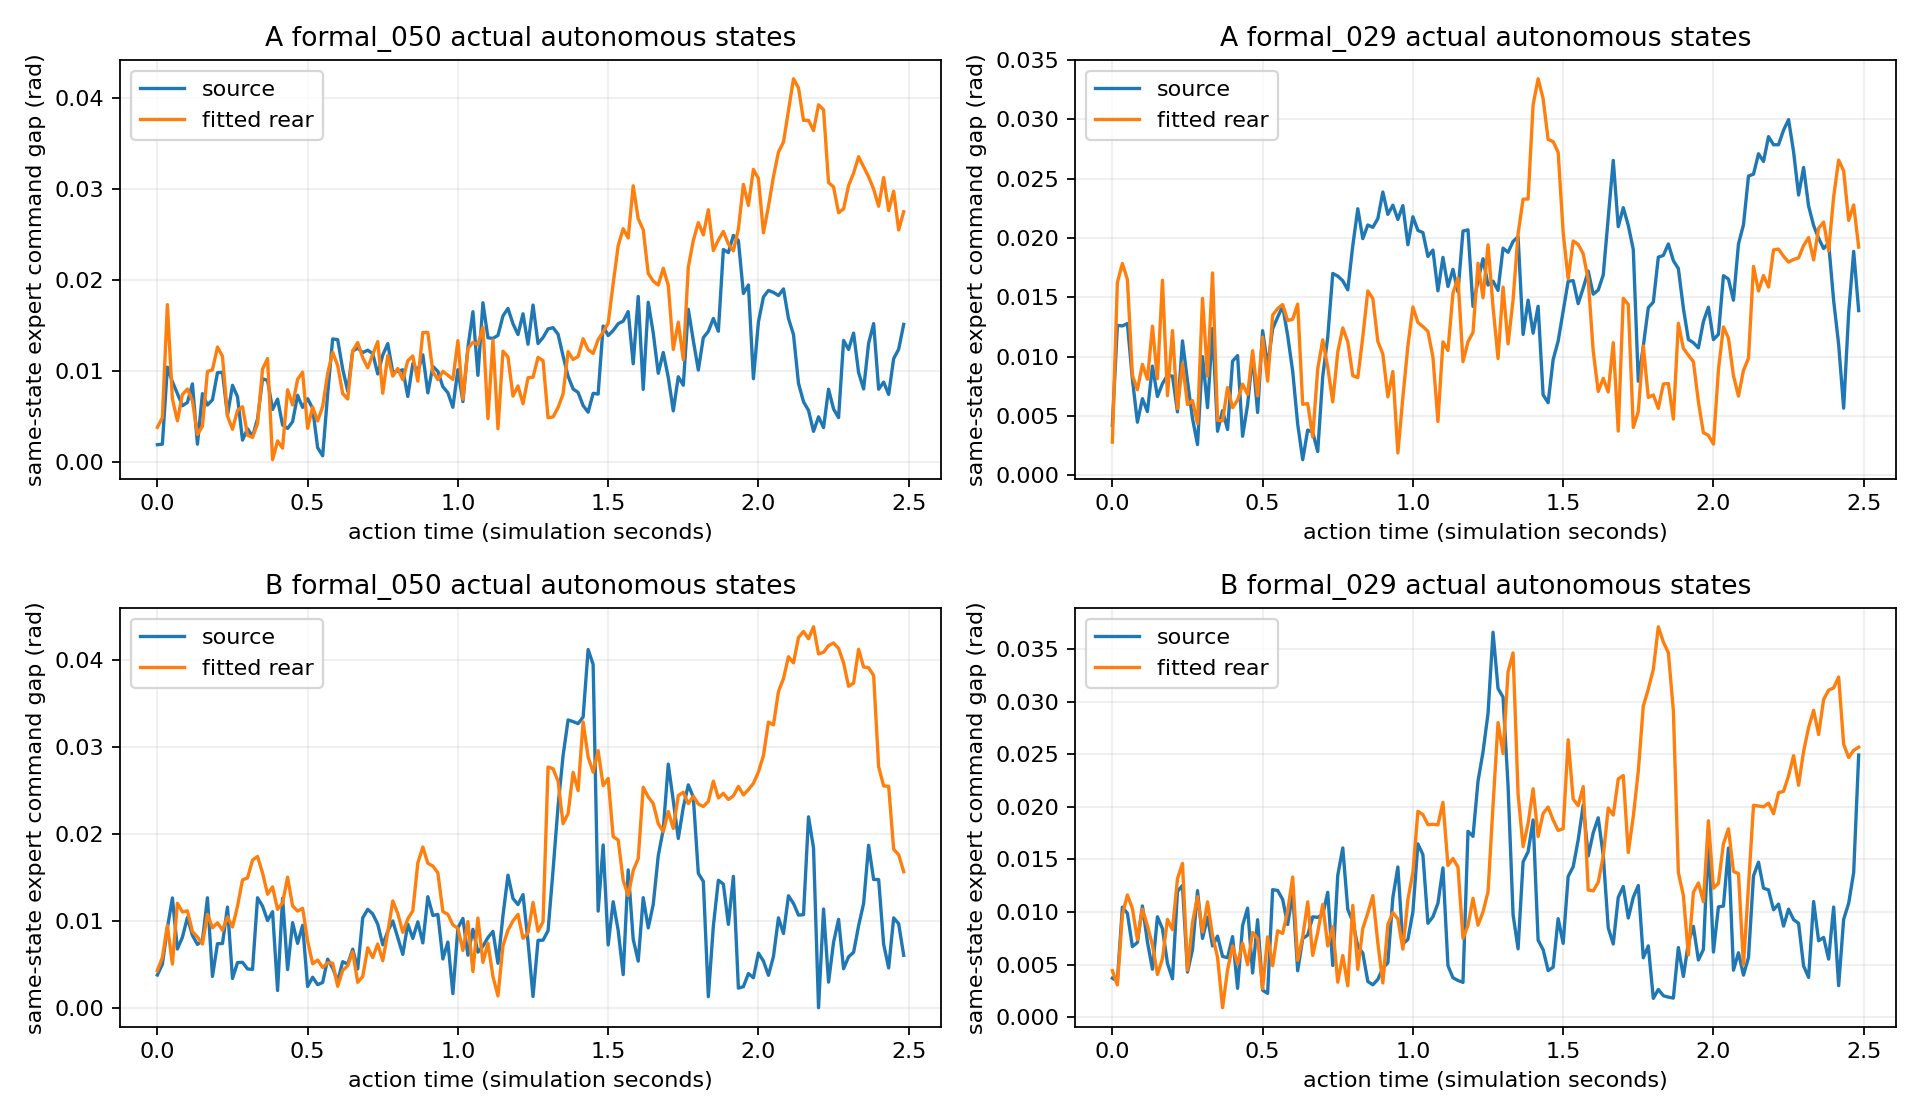 A formal_050 actual autonomous states
same-state expert command gap (rad)
0.04
0.03
0.02
0.01
0.00
source
fitted rear
0.0 0.5 1.0 1.5 2.0 2.5
action time (simulation seconds)
A formal_029 actual autonomous states
same-state expert command gap (rad)
0.035
0.030
0.025
0.020
0.015
0.010
0.005
0.000
source
fitted rear
0.0 0.5 1.0 1.5 2.0 2.5
action time (simulation seconds)
B formal_050 actual autonomous states
same-state expert command gap (rad)
0.04
0.03
0.02
0.01
0.00
source
fitted rear
0.0 0.5 1.0 1.5 2.0 2.5
action time (simulation seconds)
B formal_029 actual autonomous states
same-state expert command gap (rad)
0.035
0.030
0.025
0.020
0.015
0.010
0.005
0.000
source
fitted rear
0.0 0.5 1.0 1.5 2.0 2.5
action time (simulation seconds)